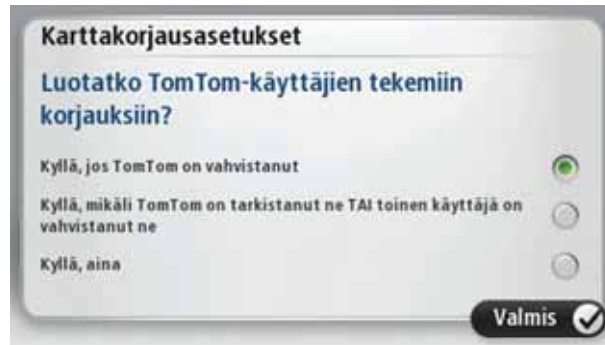 Karttakorjausasetukset
Luotatko TomTom-käyttäjien tekemiin
korjauksiin?
Kyllä, jos TomTom on vahvistanut
Kyllä, mikäli TomTom on tarkistanut ne TAI toinen käyttäjä on
vahvistanut ne
Kyllä, aina
Valmis